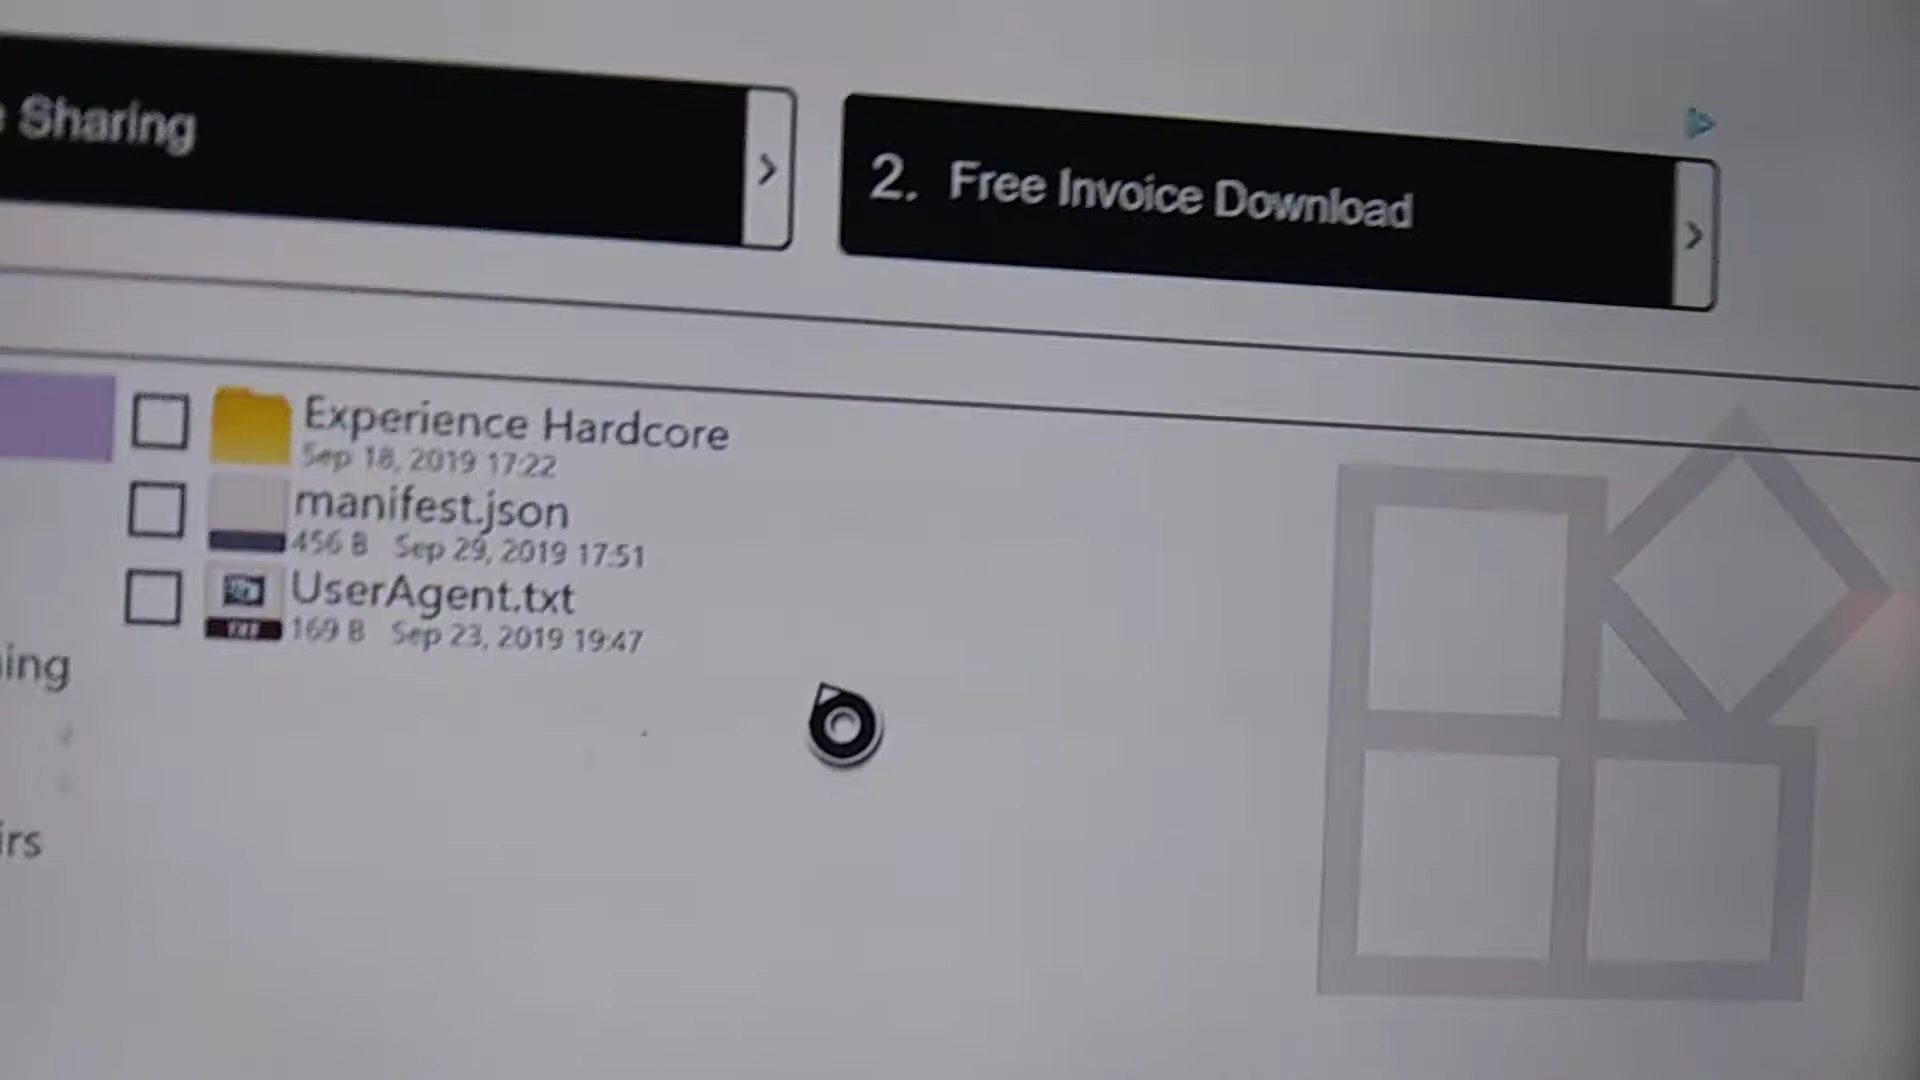 Sharing
2. Free Invoice Download
Experience Hardcore
Sep 18, 2019 17:22
manifest.json
456 B Sep 29, 2019 17:51
UserAgent.txt
TXT
169 B Sep 23, 2019 19:47
ing
irs